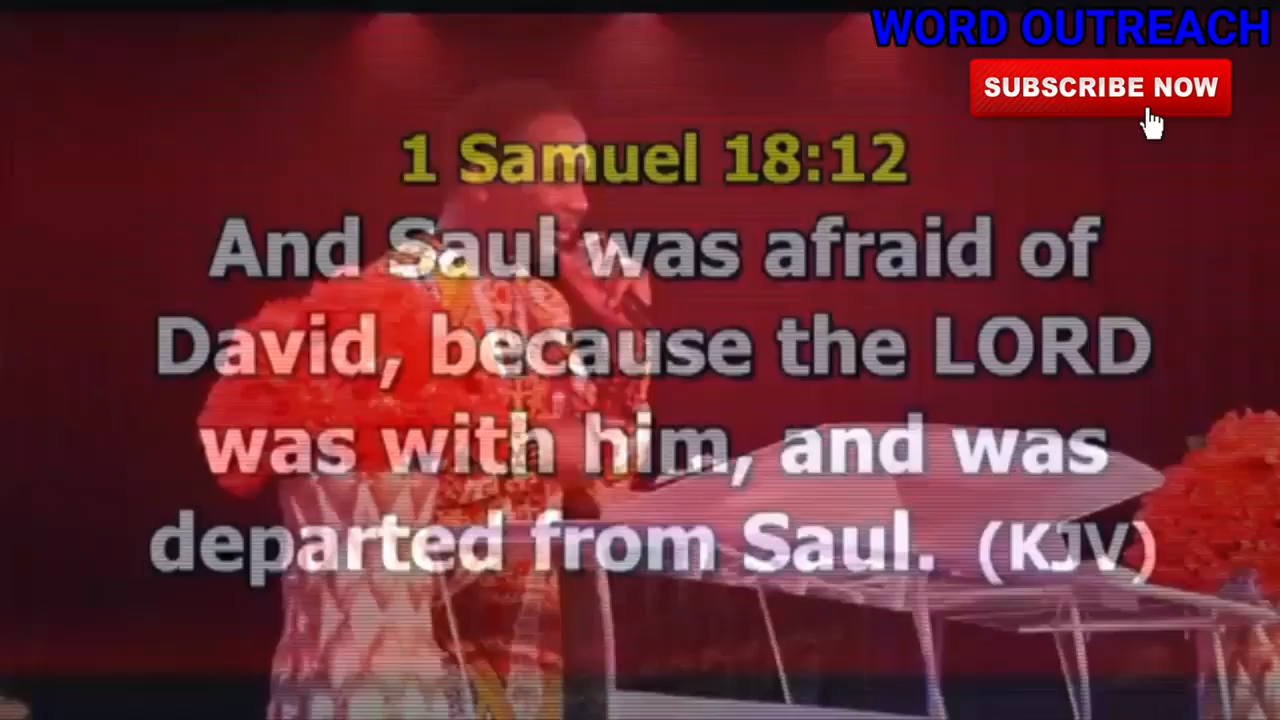 WORD OUTREACH
SUBSCRIBE NOW
1 Samuel 18:12
And Saul was afraid of
David, because the LORD
was with him, and was
departed from Saul. (KJV)